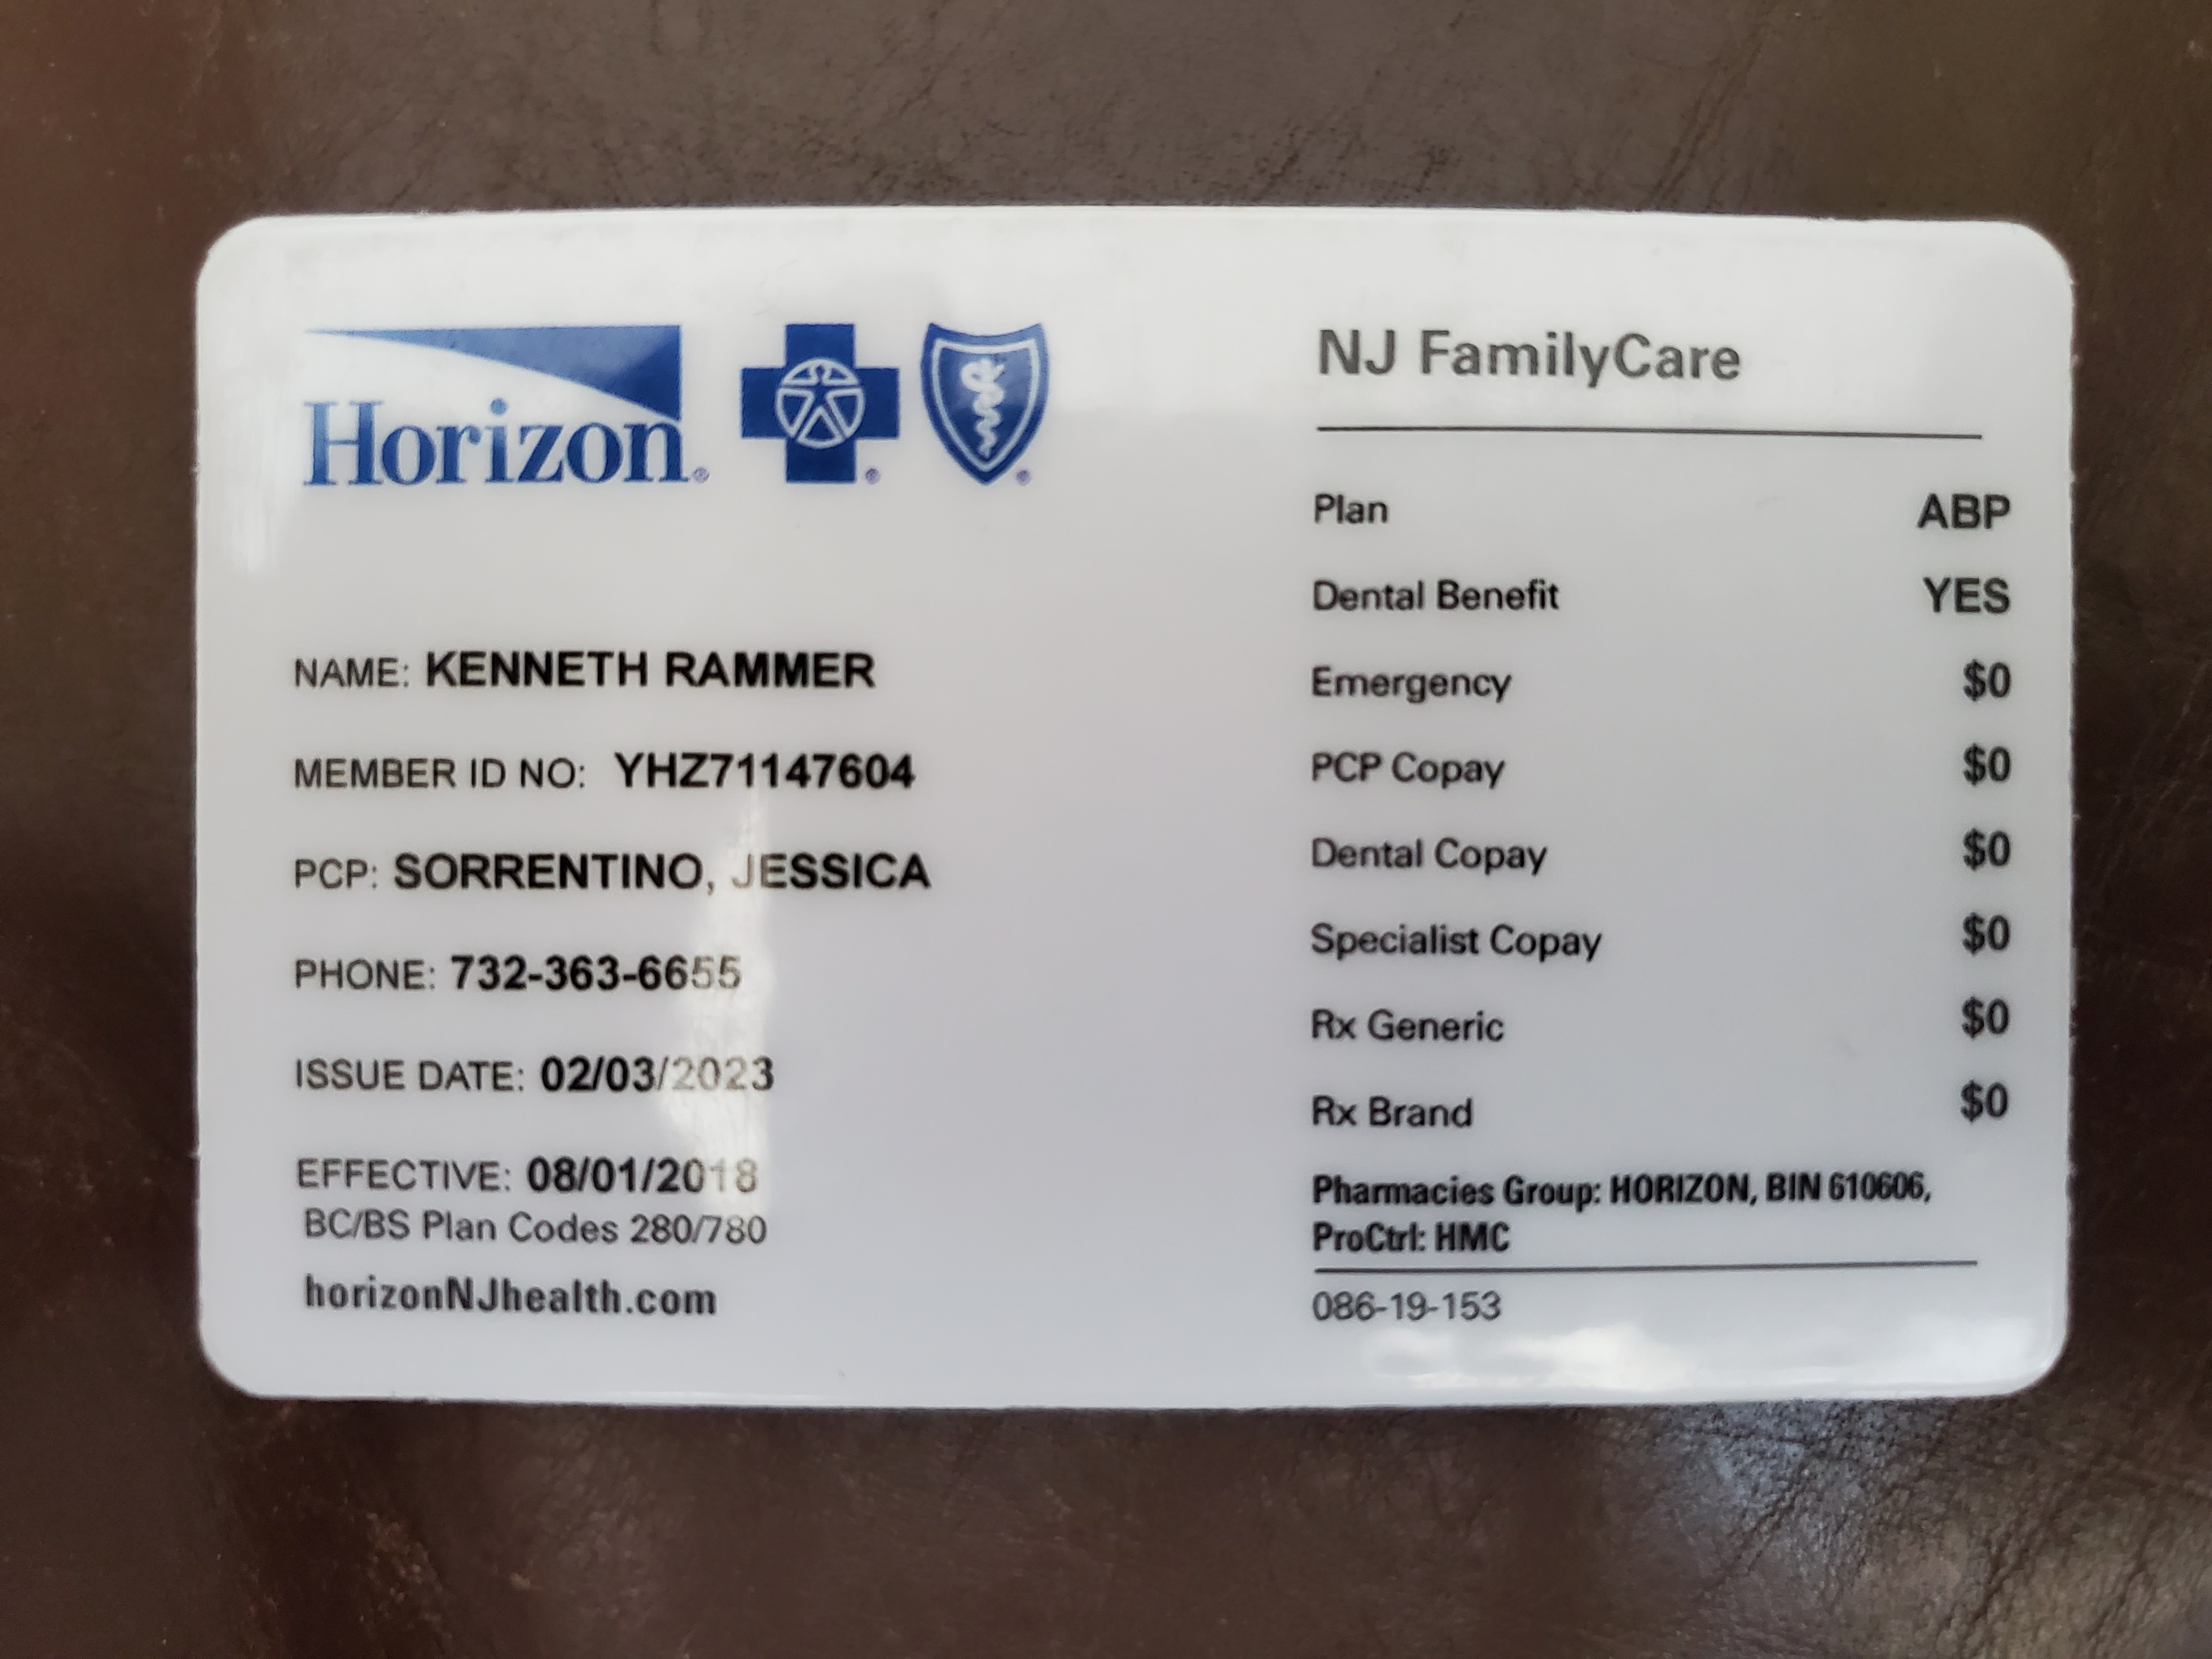 Horizon
NAME: KENNETH RAMMER
MEMBER ID NO: YHZ71147604
PCP: SORRENTINO, JESSICA
PHONE: 732-363-6655
ISSUE DATE: 02/03/2023
EFFECTIVE: 08/01/2018
BC/BS Plan Codes 280/780
horizonNJhealth.com
NJ FamilyCare
Plan ABP
Dental Benefit YES
Emergency $0
PCP Copay $0
Dental Copay $0
Specialist Copay $0
Rx Generic $0
Rx Brand $0
Pharmacies Group: HORIZON, BIN 610606,
ProCtrl: HMC
086-19-153